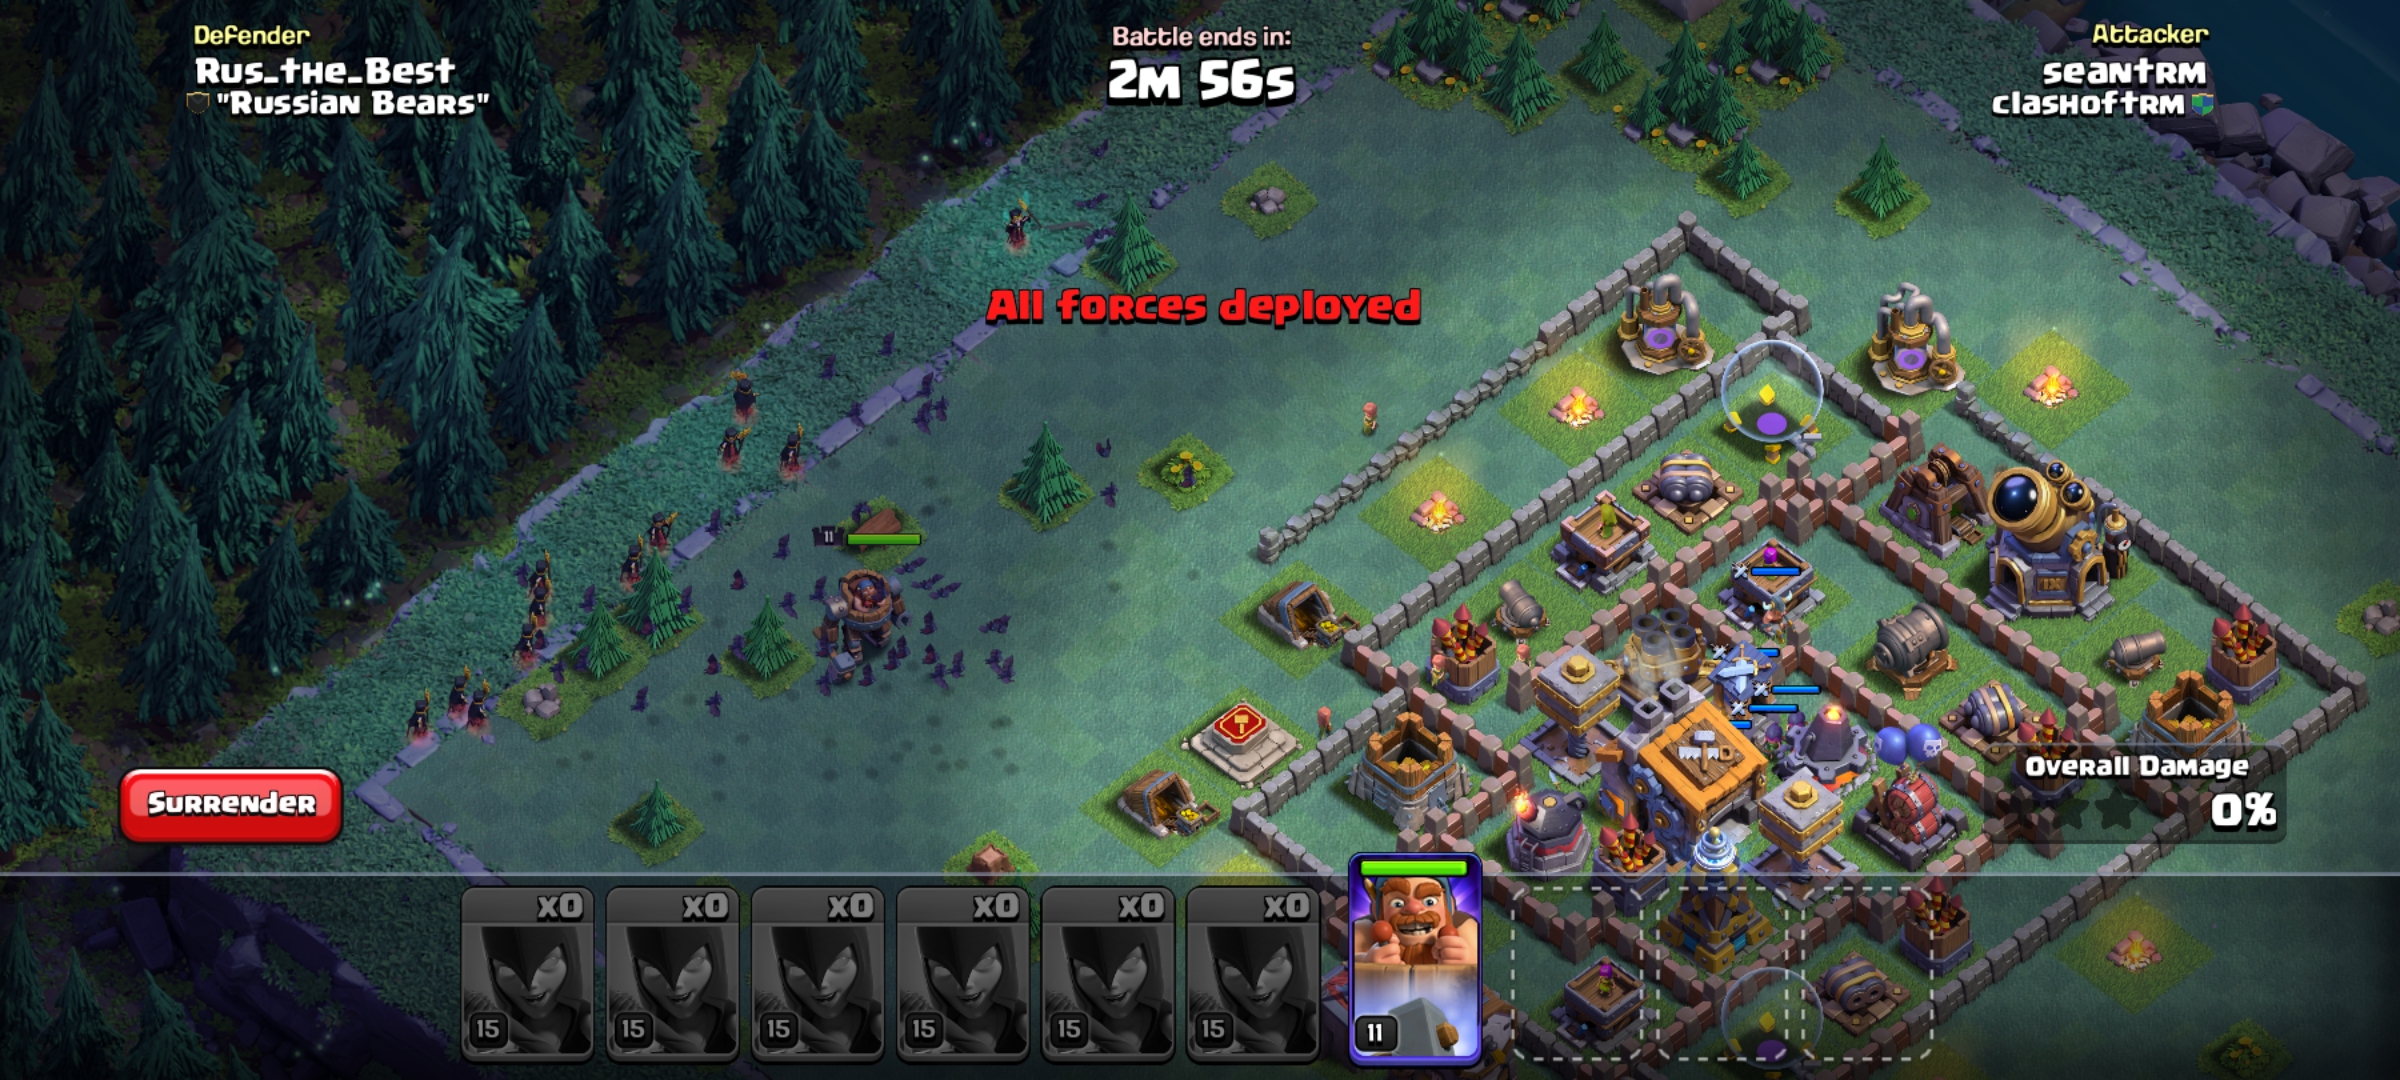 Defender
Rus_the_Best
"Russian Bears"
Battle ends in:
2M 56s
Attacker
seantRM
clashoftRM
All forces deployed
11
IX
Surrender
Overall Damage
0%
x0
x0
x0
x0
x0
x0
15
15
15
15
15
15
11